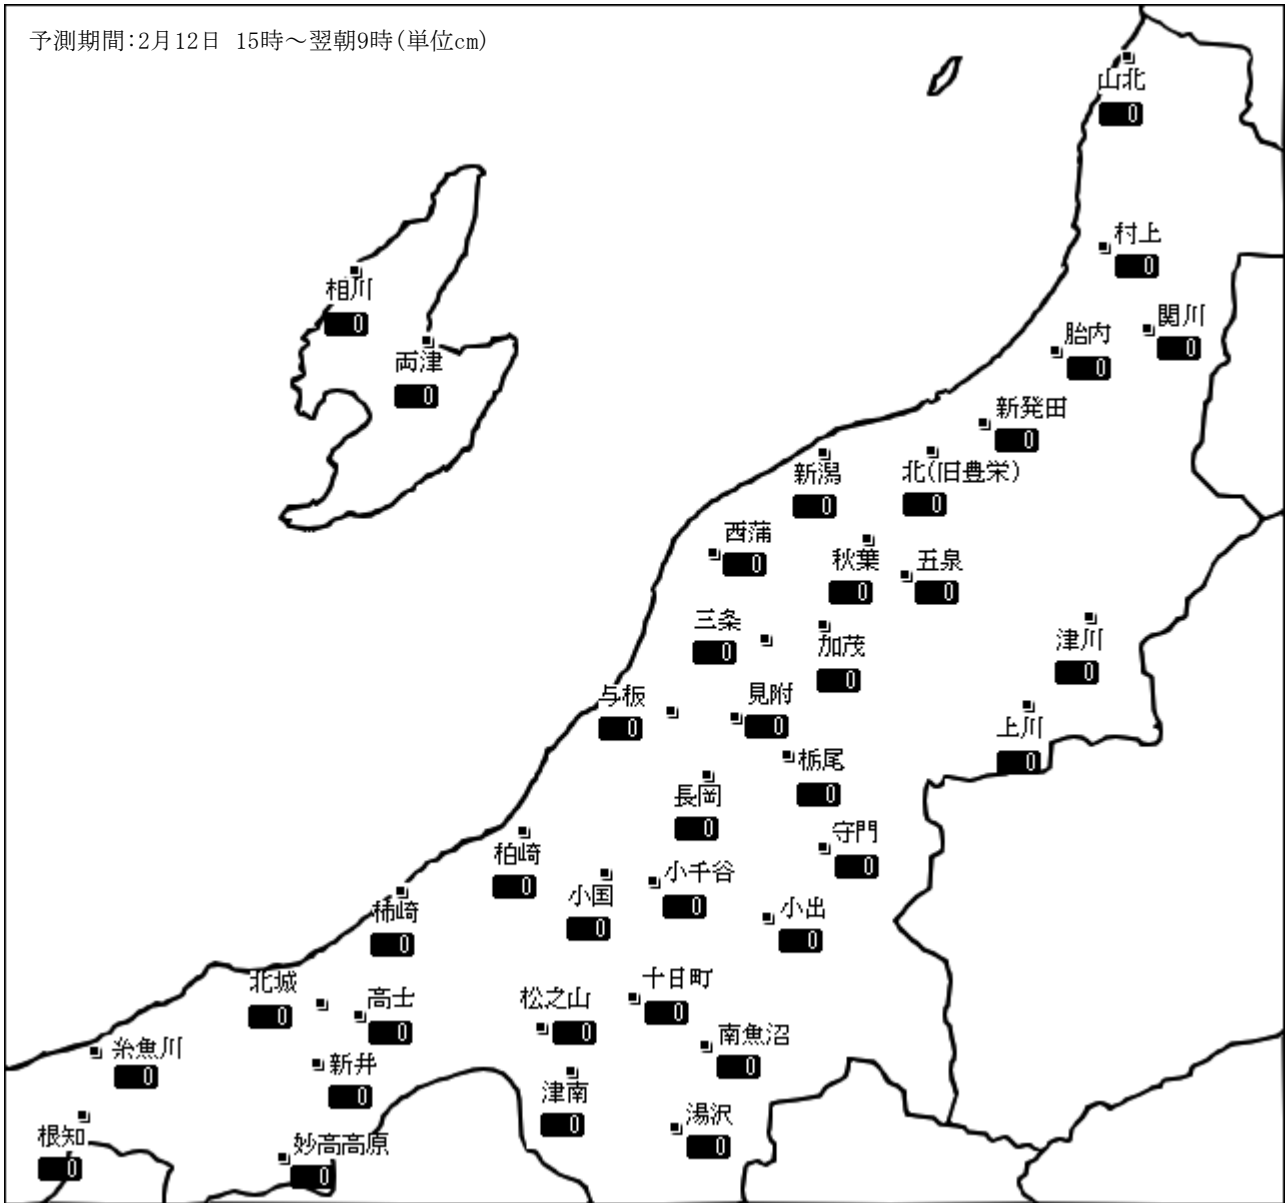 予測期間:2月12日 15時～翌朝9時(単位cm)
山北
0
村上
0
相川
0
関川
0
胎内
0
両津
0
新発田
0
新潟
0
北(旧豊栄)
0
西蒲
0
秋葉
0
五泉
0
三条
0
加茂
0
津川
0
与板
0
見附
0
上川
0
栃尾
0
長岡
0
守門
0
柏崎
0
小国
0
小千谷
0
小出
0
柿崎
0
北城
0
高士
0
松之山
0
十日町
0
南魚沼
0
糸魚川
0
新井
0
津南
0
湯沢
0
根知
0
妙高高原
0